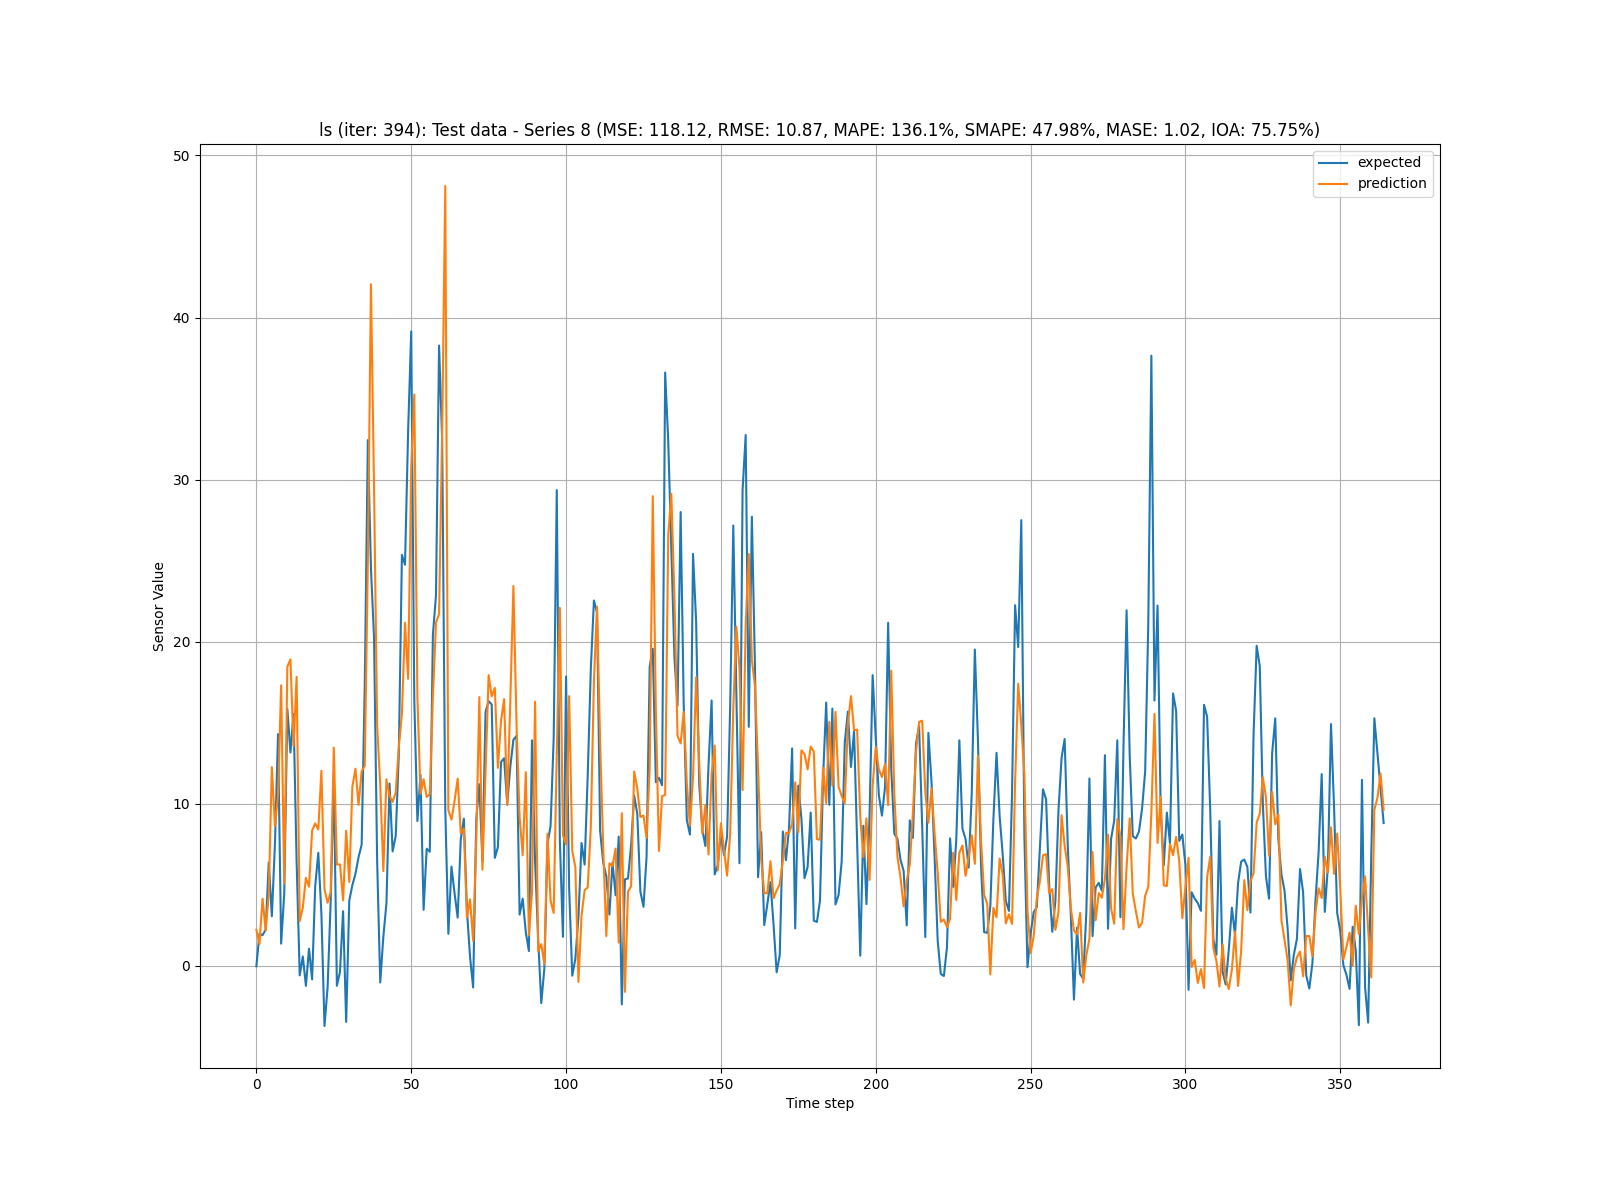 ls (iter: 394): Test data - Series 8 (MSE: 118.12, RMSE: 10.87, MAPE: 136.1%, SMAPE: 47.98%, MASE: 1.02, IOA: 75.75%)
expected
prediction
50
40
30
20
10
0
Sensor Value
0 50 100 150 200 250 300 350
Time step